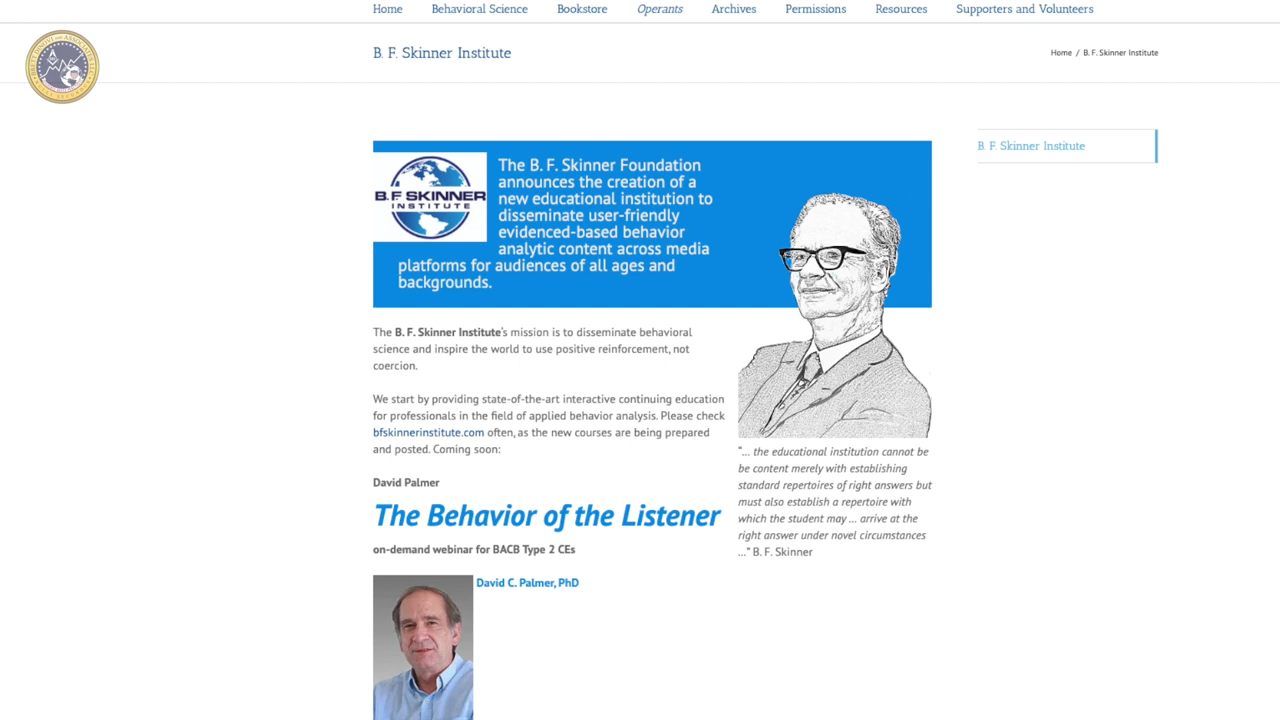 Home Behavioral Science Bookstore Operants Archives Permissions Resources Supporters and Volunteers
B. F. Skinner Institute
Home / B. F. Skinner Institute
B. F. Skinner Institute
B.F SKINNER
INSTITUTE
The B. F. Skinner Foundation
announces the creation of a
new educational institution to
disseminate user-friendly
evidenced-based behavior
analytic content across media
platforms for audiences of all ages and
backgrounds.
The B. F. Skinner Institute's mission is to disseminate behavioral
science and inspire the world to use positive reinforcement, not
coercion.
We start by providing state-of-the-art interactive continuing education
for professionals in the field of applied behavior analysis. Please check
bfskinnerinstitute.com often, as the new courses are being prepared
and posted. Coming soon:
David Palmer
The Behavior of the Listener
on-demand webinar for BACB Type 2 CEs
David C. Palmer, PhD
"... the educational institution cannot be
be content merely with establishing
standard repertoires of right answers but
must also establish a repertoire with
which the student may ... arrive at the
right answer under novel circumstances
..." B. F. Skinner